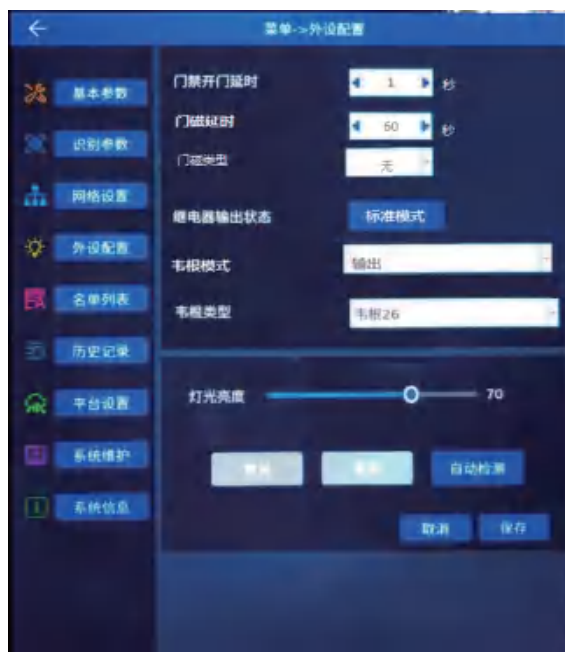 菜单->外设配置
基本参数
识别参数
网络设置
外设配置
名单列表
历史记录
平台设置
系统维护
系统信息
门禁开门延时
1
秒
门磁延时
60
秒
门磁类型
无
继电器输出状态
标准模式
韦根模式
输出
韦根类型
韦根26
灯光亮度
70
自动检测
取消
保存